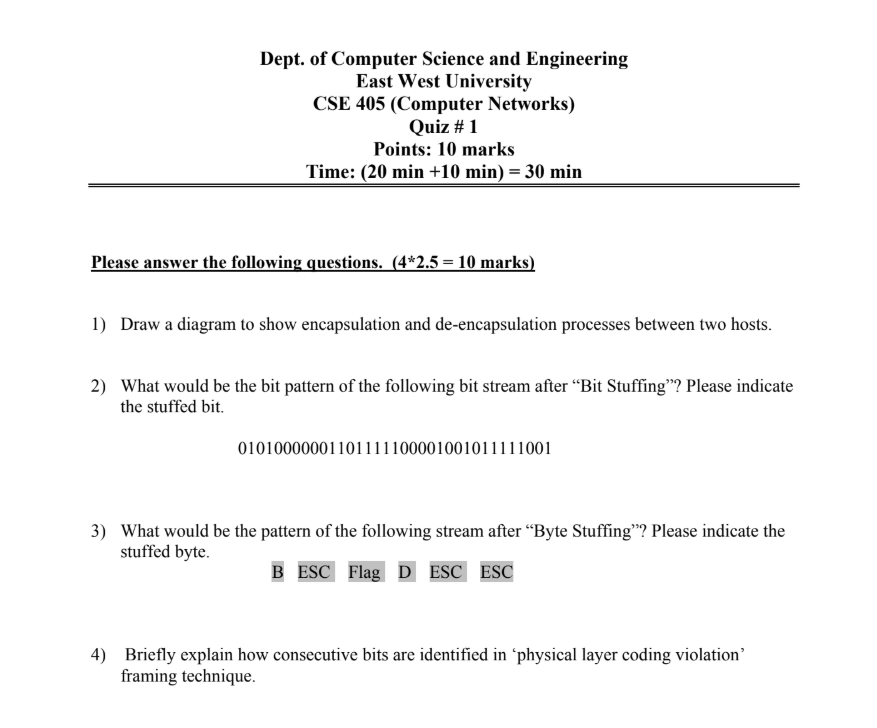 Dept. of Computer Science and Engineering
East West University
CSE 405 (Computer Networks)
Quiz # 1
Points: 10 marks
Time: (20 min +10 min) = 30 min
Please answer the following questions. (4*2.5 = 10 marks)
1) Draw a diagram to show encapsulation and de-encapsulation processes between two hosts.
2) What would be the bit pattern of the following bit stream after “Bit Stuffing”? Please indicate
the stuffed bit.
01010000001101111100001001011111001
3) What would be the pattern of the following stream after “Byte Stuffing”? Please indicate the
stuffed byte.
B ESC Flag D ESC ESC
4) Briefly explain how consecutive bits are identified in ‘physical layer coding violation’
framing technique.